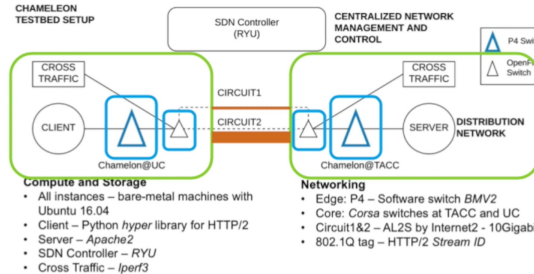 CHAMELEON
TESTBED SETUP
SDN Controller
(RYU)
CENTRALIZED NETWORK
MANAGEMENT AND
CONTROL
P4
Switch
CROSS
TRAFFIC
CLIENT
Chamelon@UC
CIRCUIT1
CIRCUIT2
CROSS
TRAFFIC
SERVER
Chamelon@TACC
DISTRIBUTION
NETWORK
Compute and Storage
• All instances – bare-metal machines with
Ubuntu 16.04
• Client – Python hyper library for HTTP/2
• Server – Apache2
• SDN Controller – RYU
• Cross Traffic – Iperf3
Networking
• Edge: P4 – Software switch BMV2
• Core: Corsa switches at TACC and UC
• Circuit1&2 – AL2S by Internet2 - 10Gigabi
• 802.1Q tag – HTTP/2 Stream ID